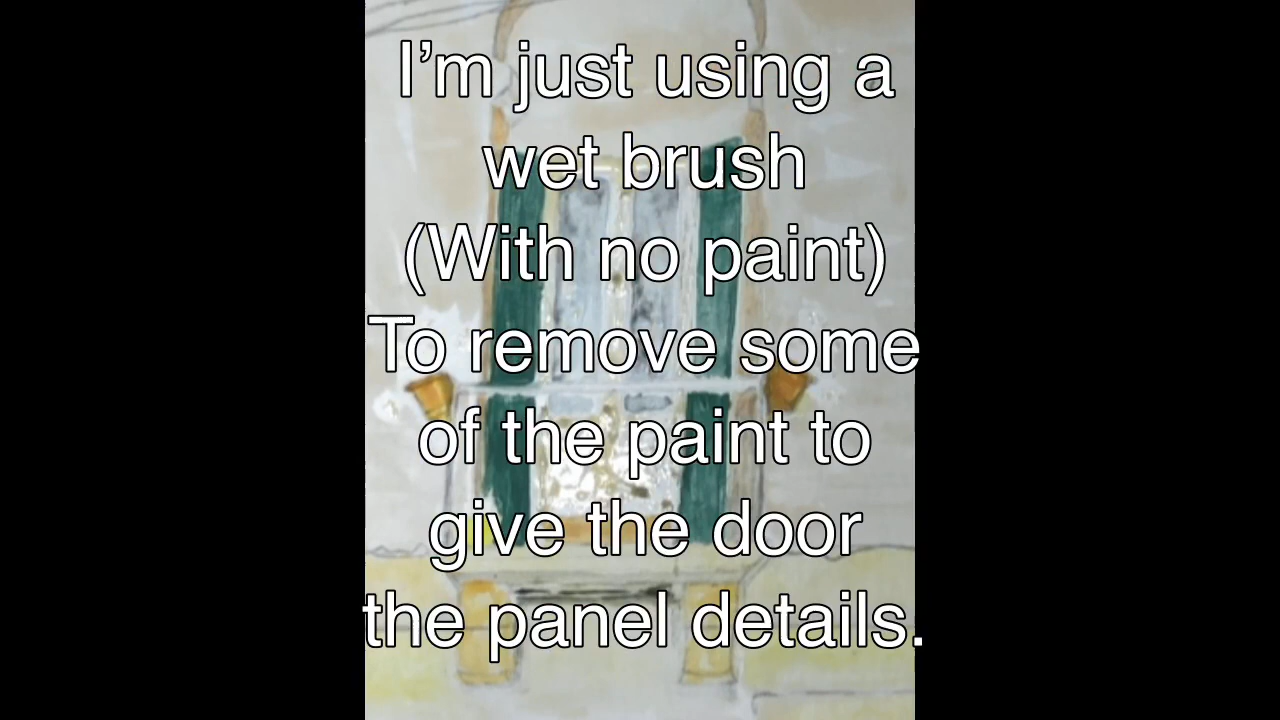 I’m just using a
wet brush
(With no paint)
To remove some
of the paint to
give the door
the panel details.